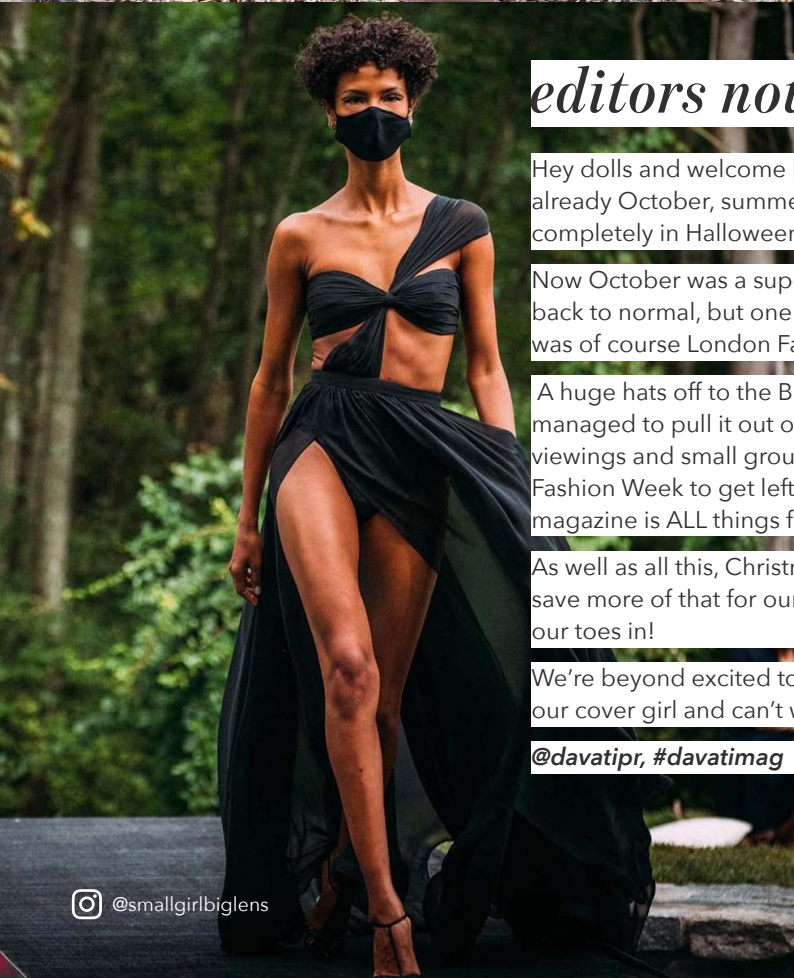 editors not
Hey dolls and welcome
already October, summe
completely in Halloween
Now October was a sup
back to normal, but one
was of course London Fa
A huge hats off to the B
managed to pull it out o
viewings and small grou
Fashion Week to get left
magazine is ALL things f
As well as all this, Christ
save more of that for ou
our toes in!
We’re beyond excited to
our cover girl and can’t
@davatipr, #davatimag
@smallgirlbiglens